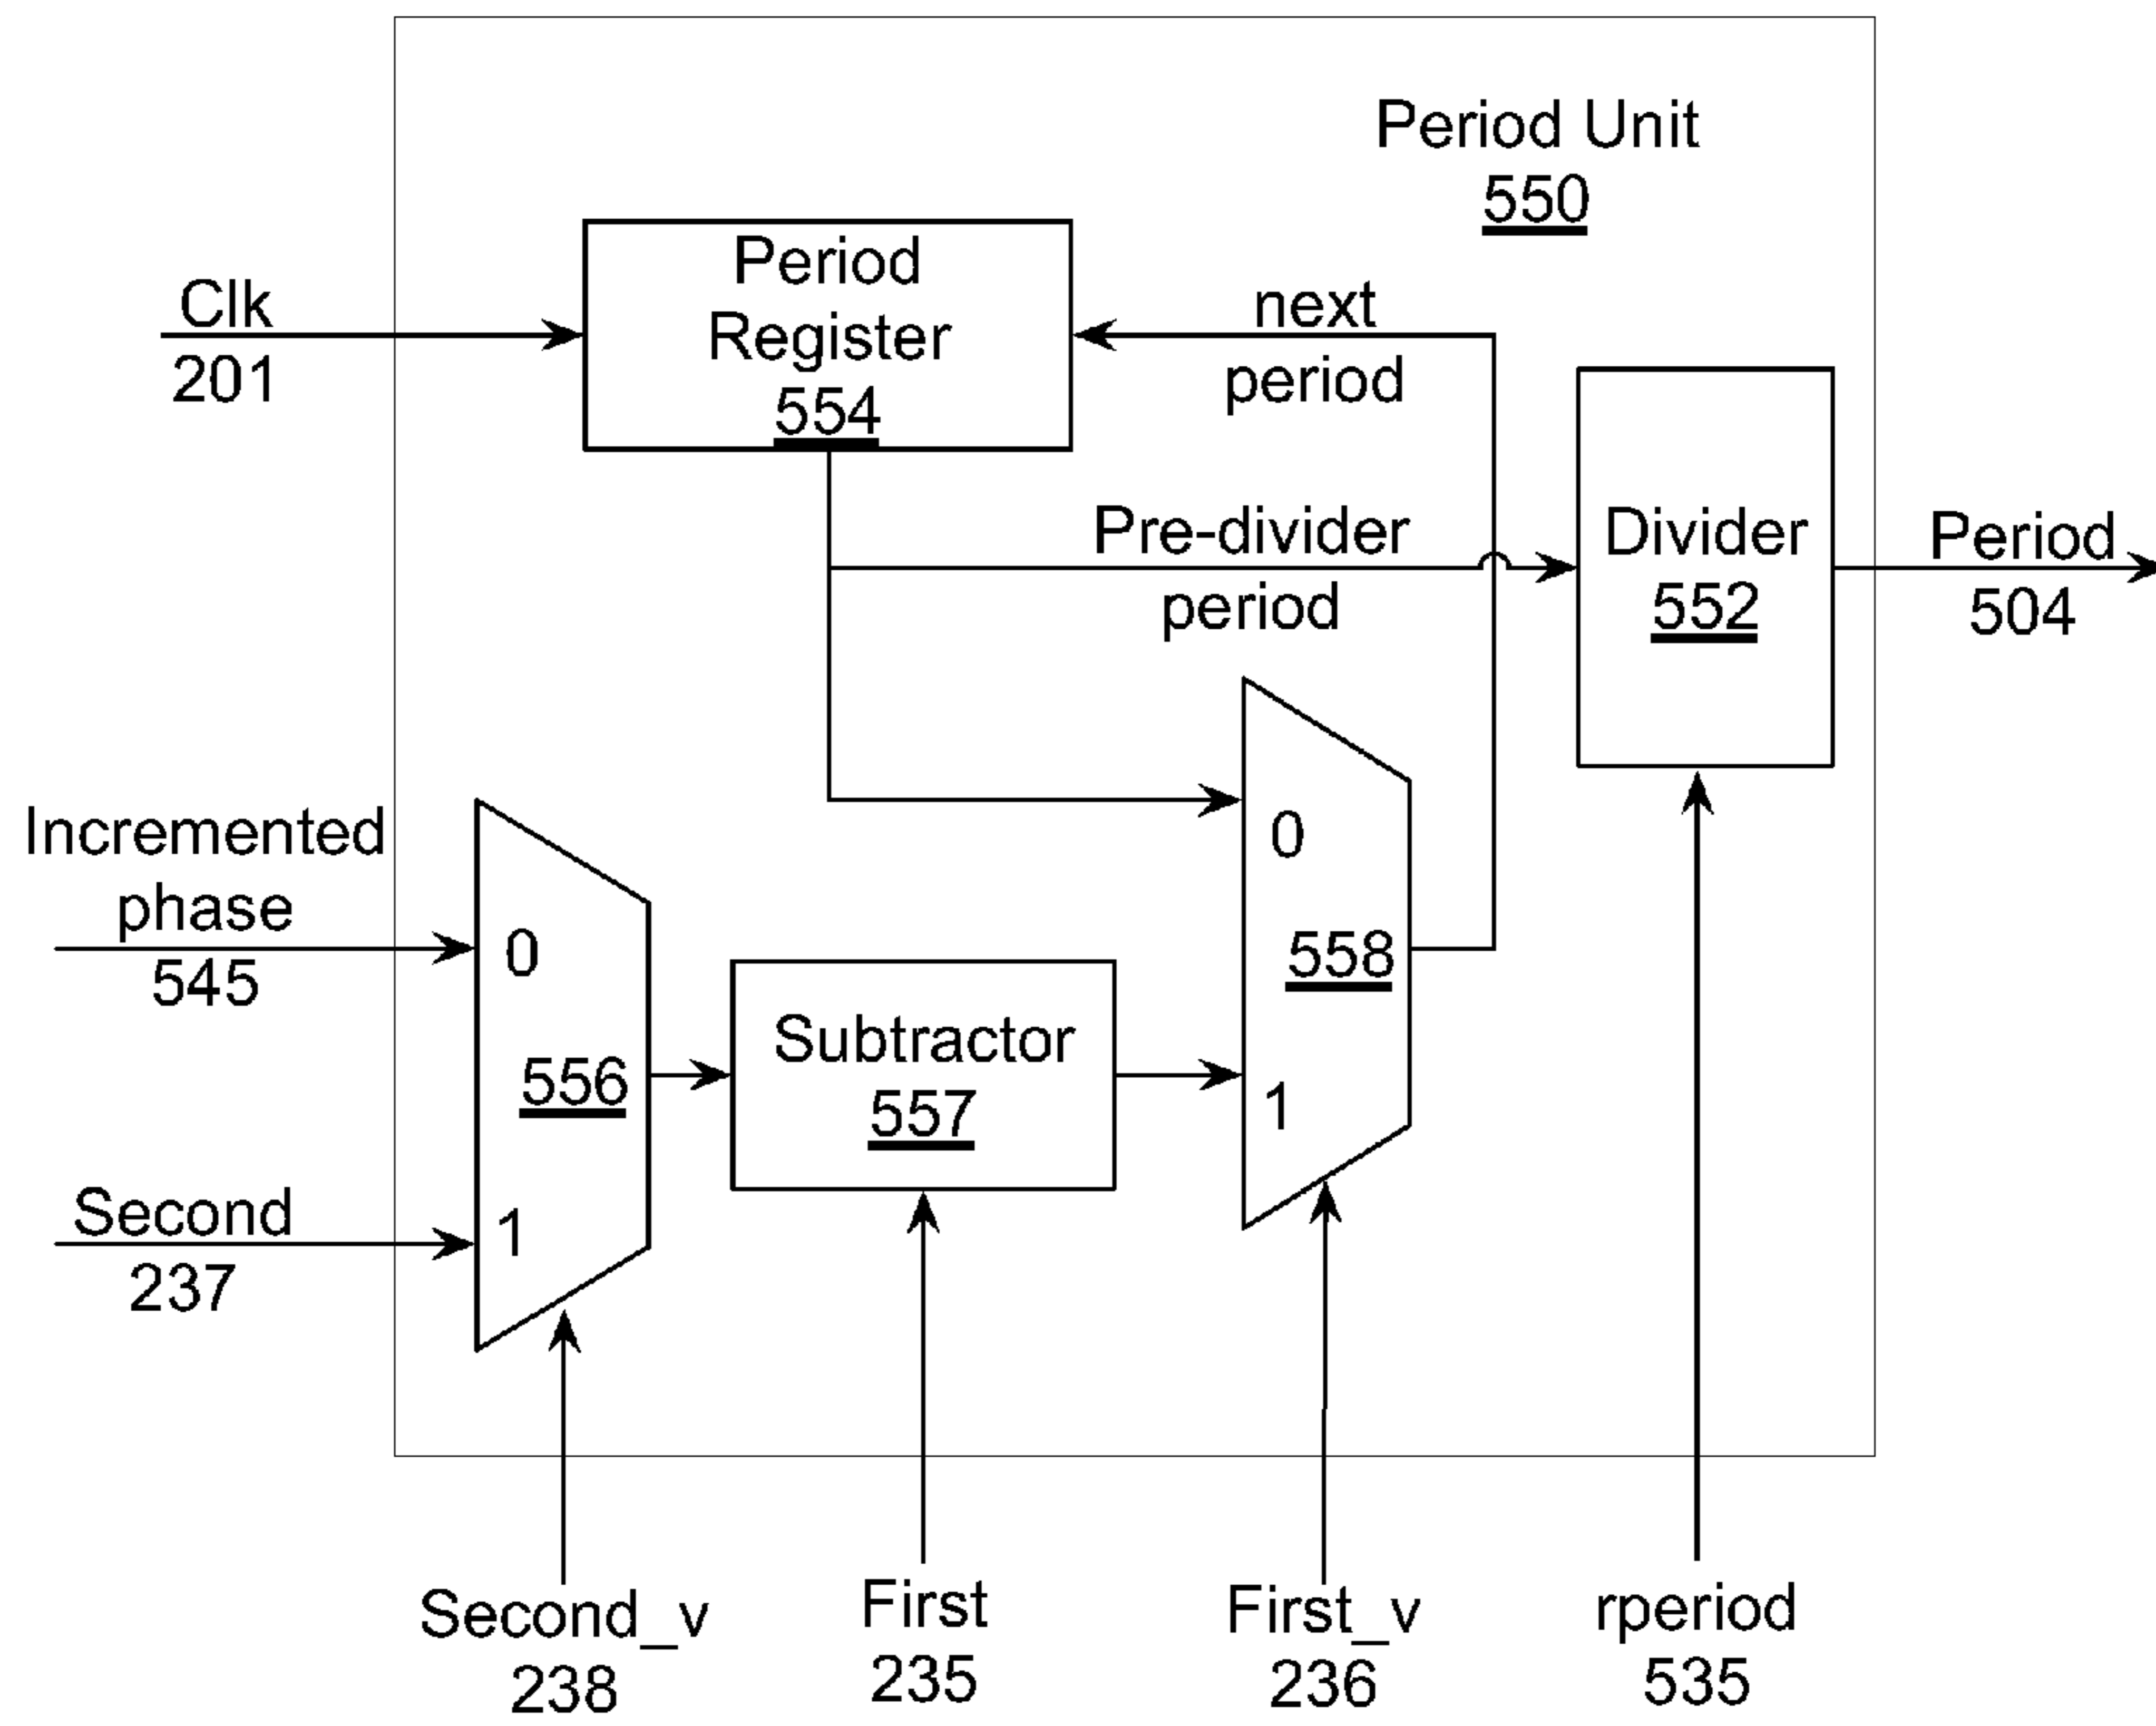 Period Unit
550
Period
Register
554
Clk
201
next
period
Pre-divider
period
Divider
552
Period
504
Incremented
phase
545
0
556
1
Second
237
Subtractor
557
0
558
1
Second_v
238
First
235
First_v
236
rperiod
535